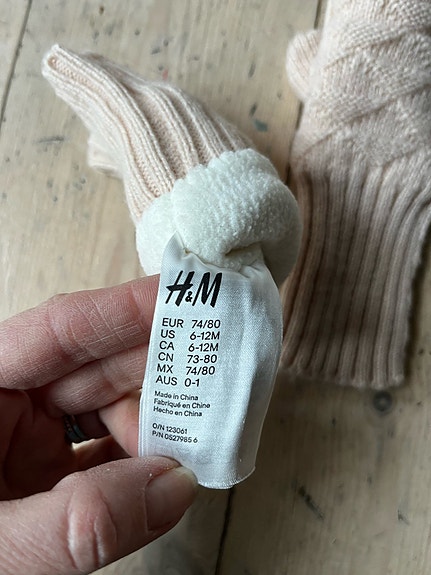 H&M
EUR 74/80
US 6-12M
CA 6-12M
CN 73-80
MX 74/80
AUS 0-1
Made in China
Fabriqué en Chine
Hecho en China
O/N 123061
P/N 0527985 6